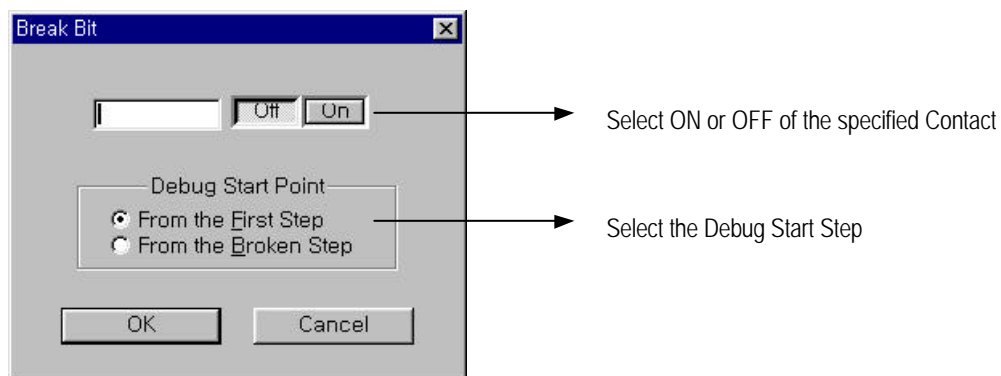 Break Bit
Off On
Select ON or OFF of the specified Contact
Debug Start Point
From the First Step
From the Broken Step
Select the Debug Start Step
OK Cancel